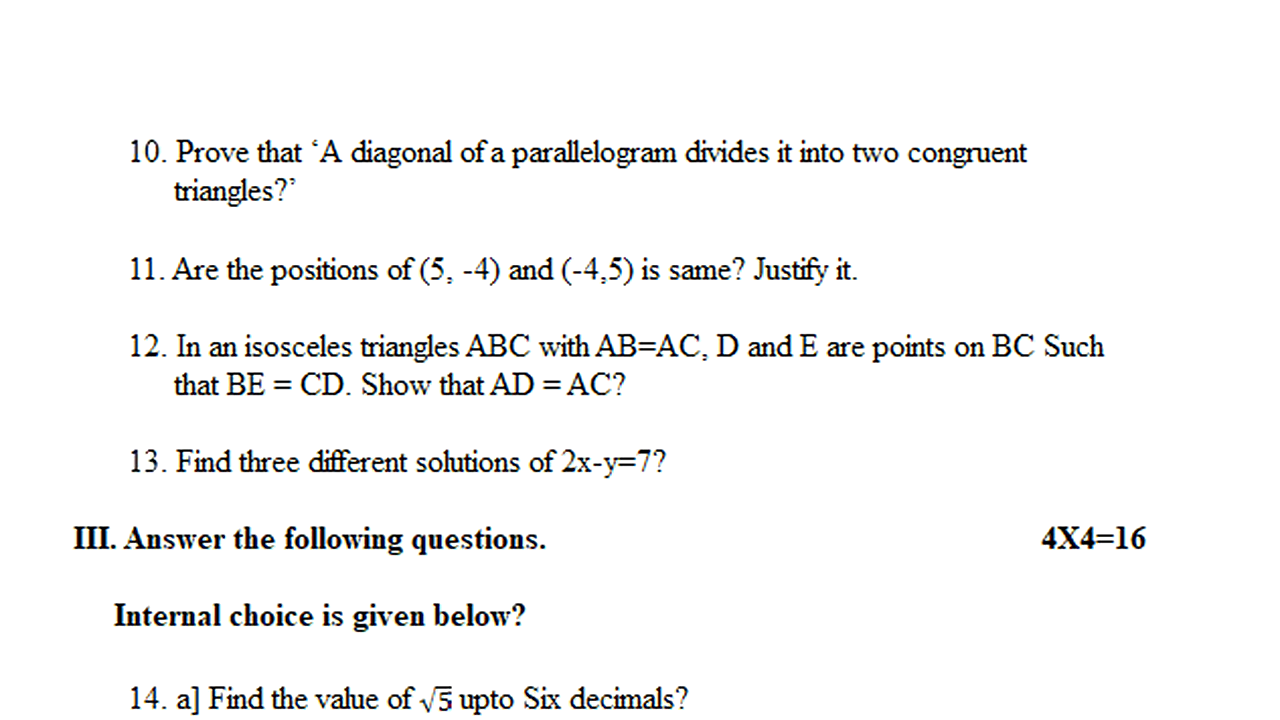 10. Prove that ‘A diagonal of a parallelogram divides it into two congruent
triangles?’
11. Are the positions of (5, -4) and (-4,5) is same? Justify it.
12. In an isosceles triangles ABC with AB=AC, D and E are points on BC Such
that BE = CD. Show that AD = AC?
13. Find three different solutions of 2x-y=7?
III. Answer the following questions. 4X4=16
Internal choice is given below?
14. a] Find the value of √5 upto Six decimals?